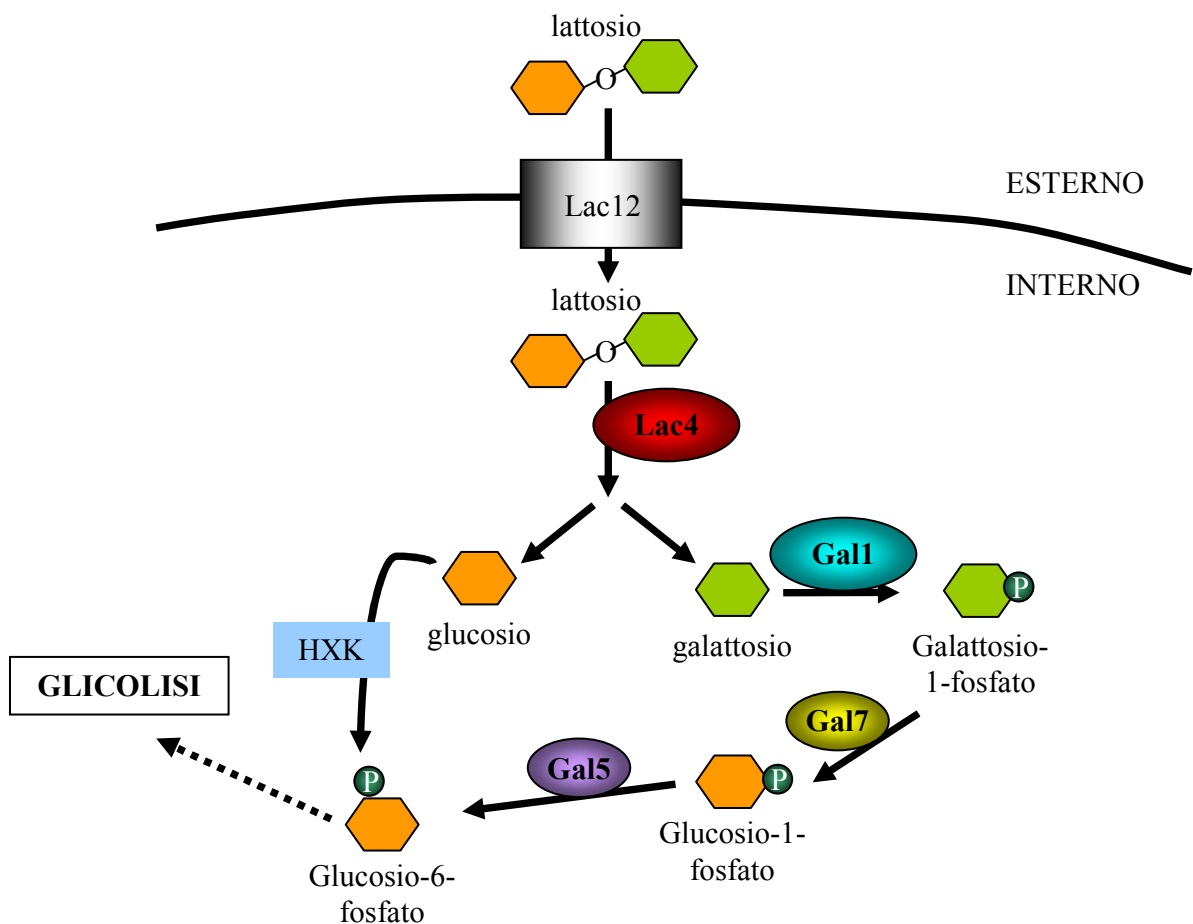 lattosio
O
Lac12
ESTERNO
INTERNO
lattosio
O
Lac4
Gal1
P
glucosio
galattosio
Galattosio-
1-fosfato
HXK
GLICOLISI
Gal7
Gal5
P
P
Glucosio-1-
fosfato
Glucosio-6-
fosfato